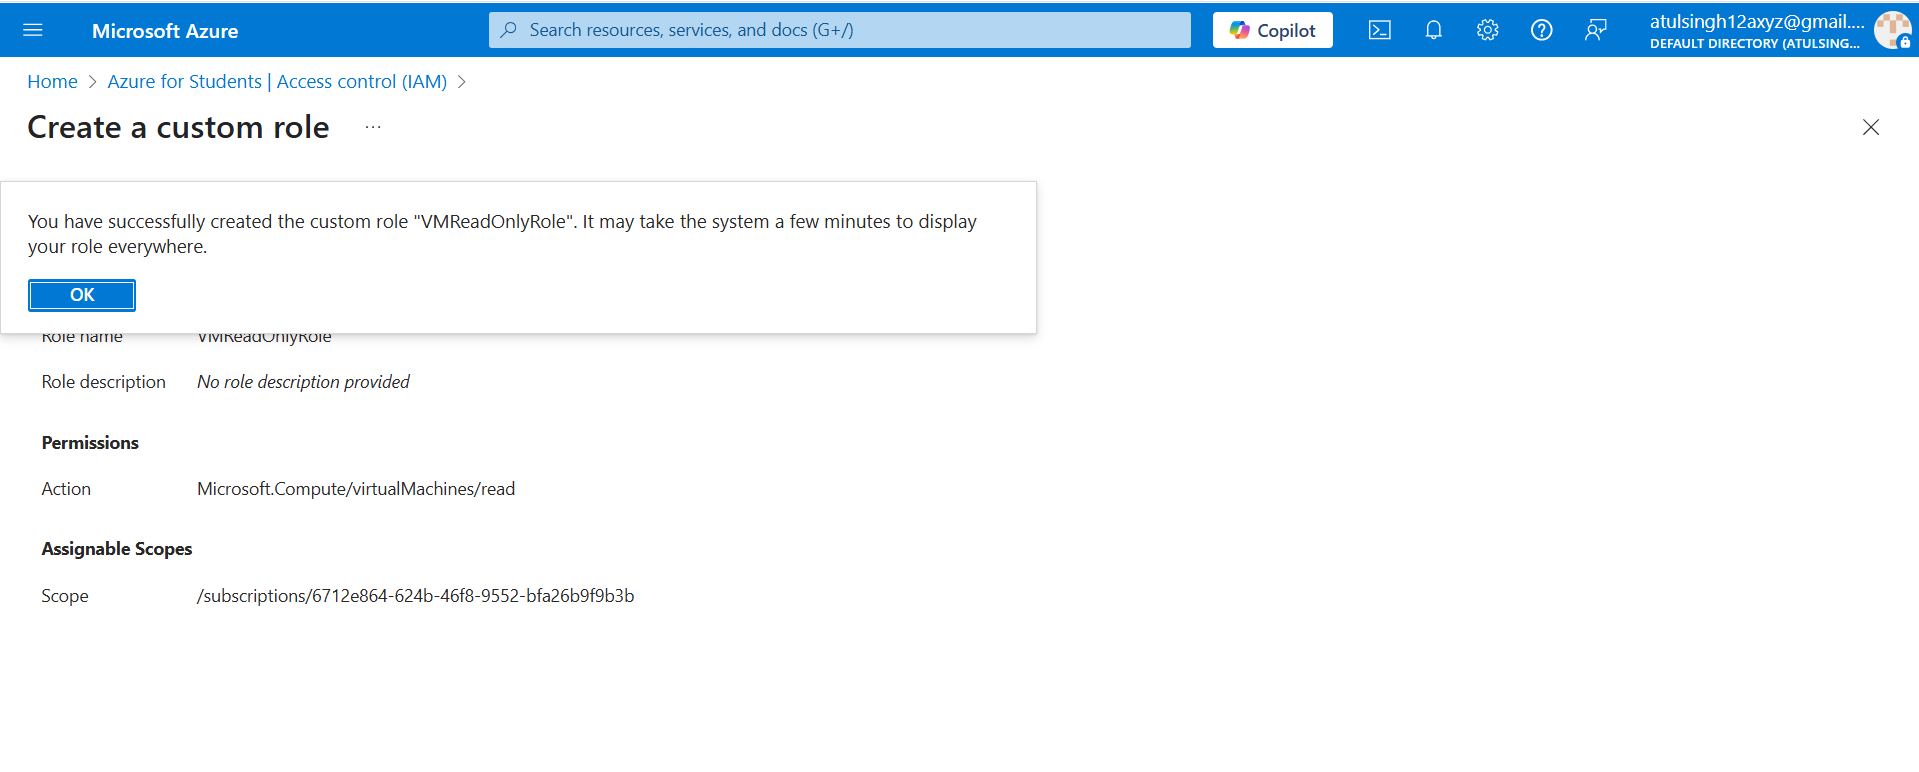 Microsoft Azure
Search resources, services, and docs (G+/)
Copilot
atulsingh12axyz@gmail....
DEFAULT DIRECTORY (ATULSING...
Home > Azure for Students | Access control (IAM) >
Create a custom role ...
You have successfully created the custom role "VMReadOnlyRole". It may take the system a few minutes to display
your role everywhere.
OK
Role name VMReadOnlyRole
Role description No role description provided
Permissions
Action Microsoft.Compute/virtualMachines/read
Assignable Scopes
Scope /subscriptions/6712e864-624b-46f8-9552-bfa26b9f9b3b